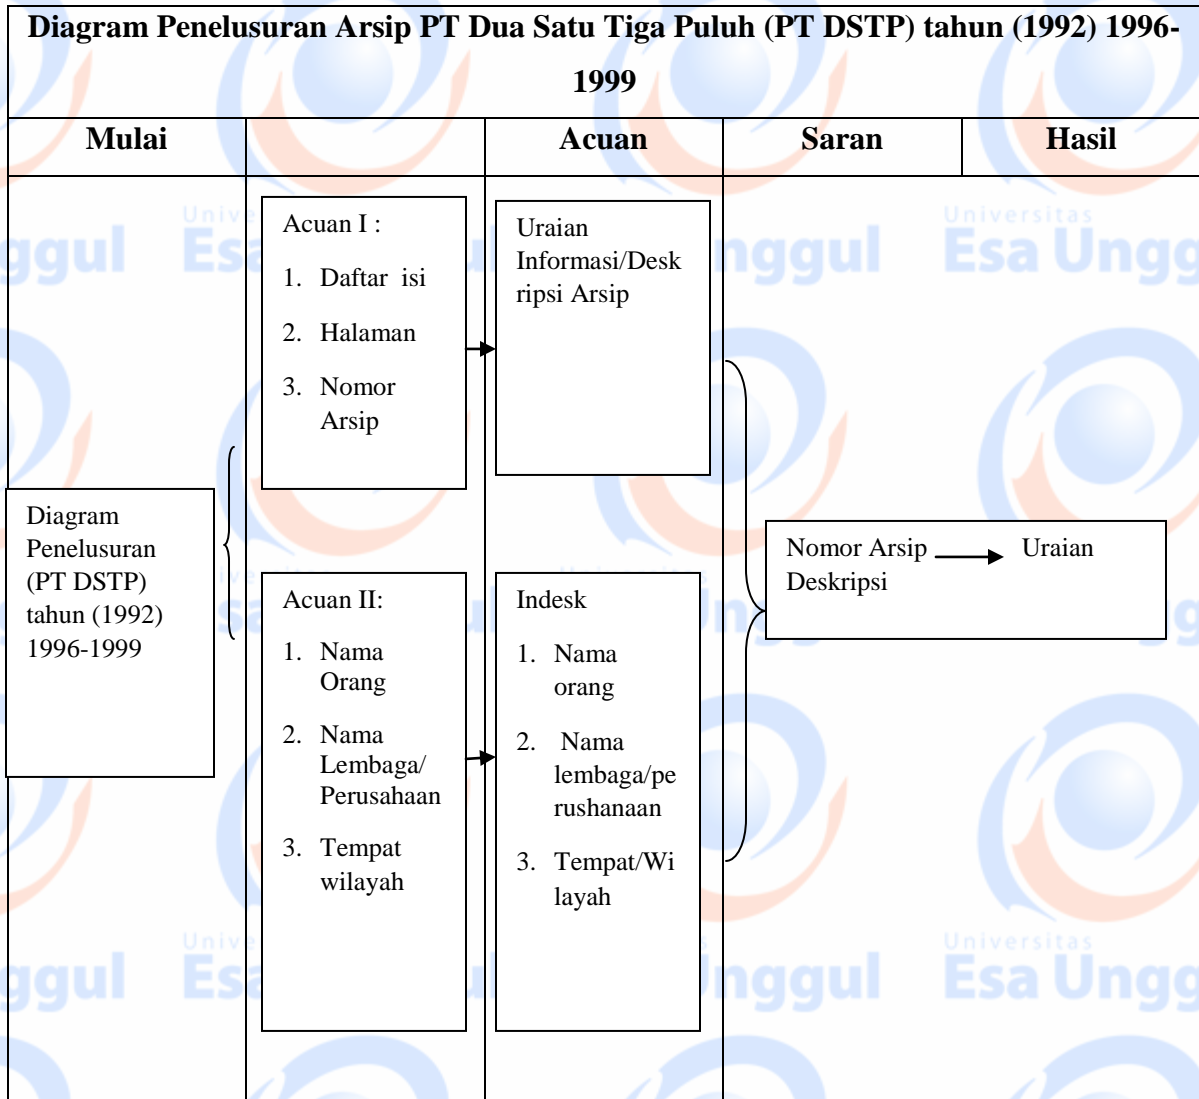 Diagram Penelusuran Arsip PT Dua Satu Tiga Puluh (PT DSTP) tahun (1992) 1996-
1999
Mulai
Acuan
Saran
Hasil
Diagram
Penelusuran
(PT DSTP)
tahun (1992)
1996-1999
Acuan I :
1. Daftar isi
2. Halaman
3. Nomor
Arsip
Uraian
Informasi/Desk
ripsi Arsip
Acuan II:
1. Nama
Orang
2. Nama
Lembaga/
Perusahaan
3. Tempat
wilayah
Indesk
1. Nama
orang
2. Nama
lembaga/pe
rushanaan
3. Tempat/Wi
layah
Nomor Arsip Uraian
Deskripsi
Universitas
Esa Unggul